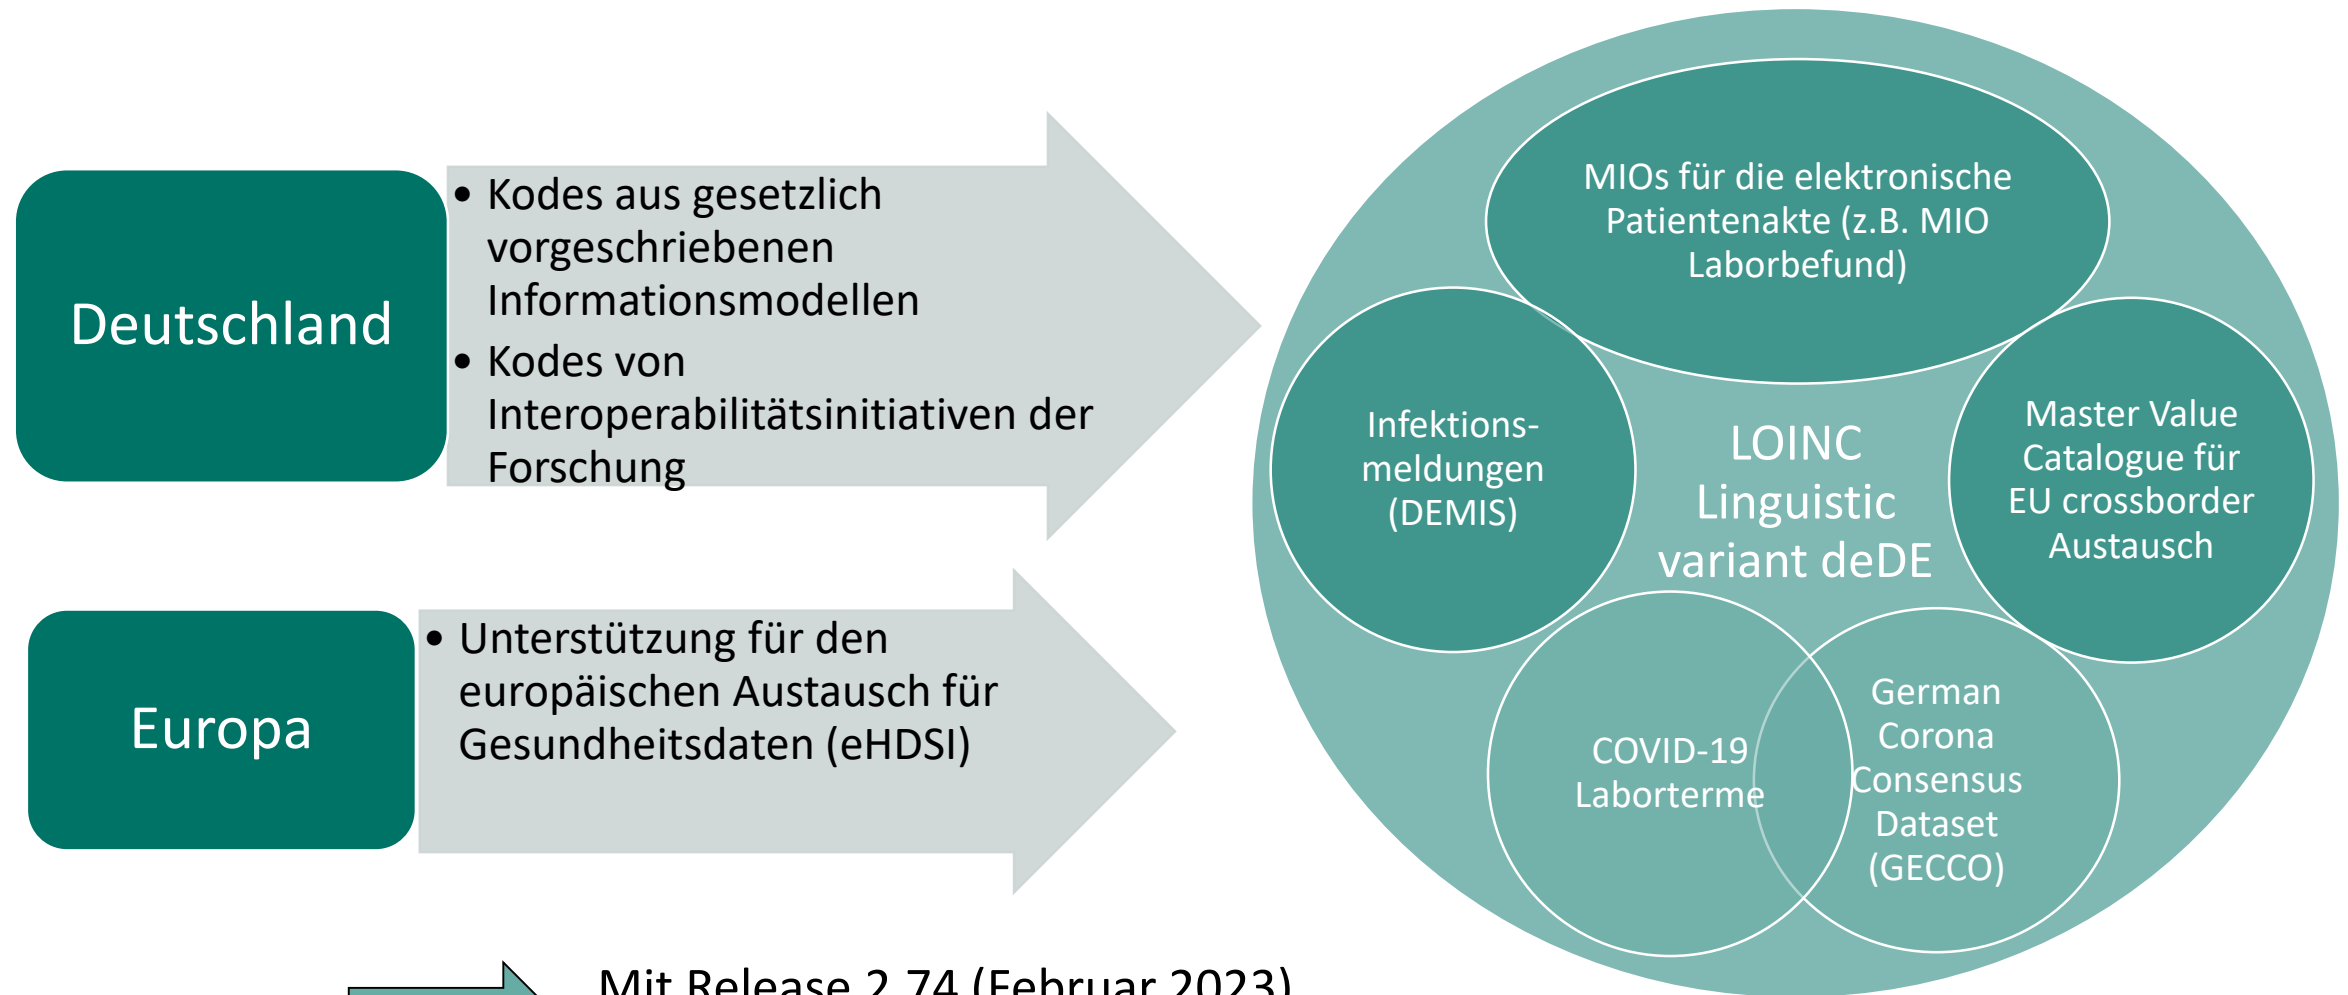 Deutschland
• Kodes aus gesetzlich
vorgeschriebenen
Informationsmodellen
• Kodes von
Interoperabilitätsinitiativen der
Forschung
Europa
• Unterstützung für den
europäischen Austausch für
Gesundheitsdaten (eHDSI)
Mit Release 2.74 (Februar 2023)
MIOs für die elektronische
Patientenakte (z.B. MIO
Laborbefund)
Infektions-
meldungen
(DEMIS)
LOINC
Linguistic
variant deDE
Master Value
Catalogue für
EU crossborder
Austausch
COVID-19
Laborterme
German
Corona
Consensus
Dataset
(GECCO)